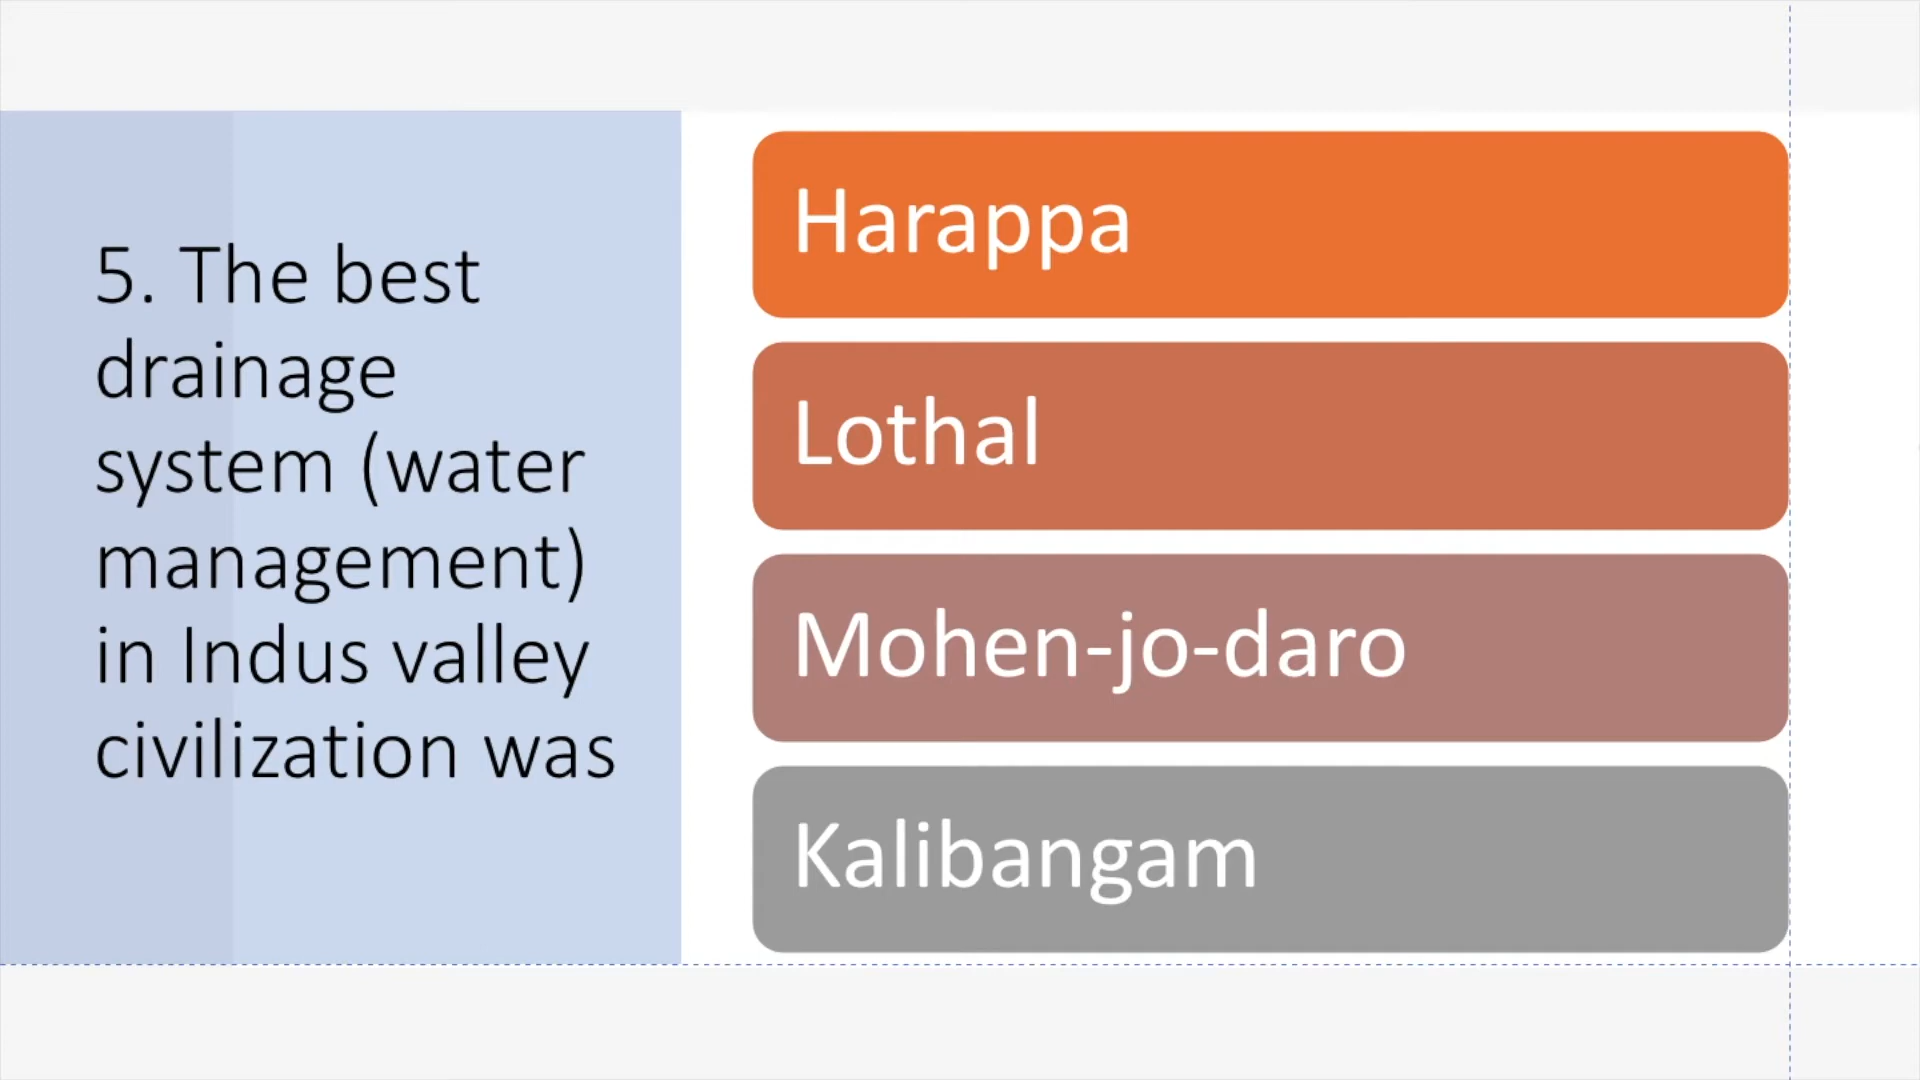 5. The best
drainage
system (water
management)
in Indus valley
civilization was
Harappa
Lothal
Mohen-jo-daro
Kalibangam